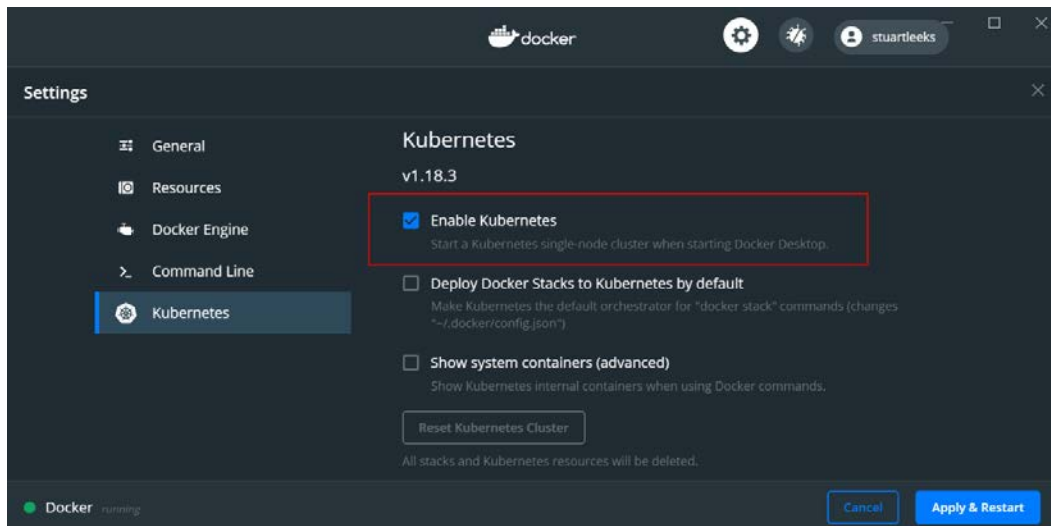 docker
stuartleeks
Settings
General
Resources
Docker Engine
Command Line
Kubernetes
Kubernetes
v1.18.3
Enable Kubernetes
Start a Kubernetes single-node cluster when starting Docker Desktop.
Deploy Docker Stacks to Kubernetes by default
Make Kubernetes the default orchestrator for "docker stack" commands (changes
"~/.docker/config.json")
Show system containers (advanced)
Show Kubernetes internal containers when using Docker commands.
Reset Kubernetes Cluster
All stacks and Kubernetes resources will be deleted.
Docker running
Cancel
Apply & Restart